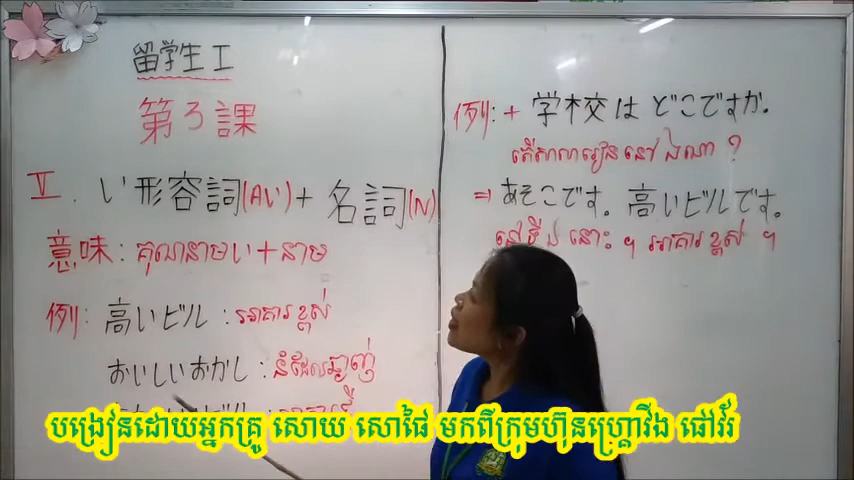 留学生 I
第3課
V. い形容詞(Aい) + 名詞(N)
意味 : គុណនាមい + នាម
例 : 高いビル : អាគារខ្ពស់
おいしいおかし : នំដែលឆ្ងាញ់
例 : + 学校は どこですか。
តើសាលារៀននៅឯណា ?
⇒ あそこです。高いビルです。
នៅទីនោះ ។ អាគារខ្ពស់ ។
បង្រៀនដោយអ្នកគ្រូ សោយ សោផៃ មកពីក្រុមហ៊ុនហ្គ្រោវីង ផៅវើរ